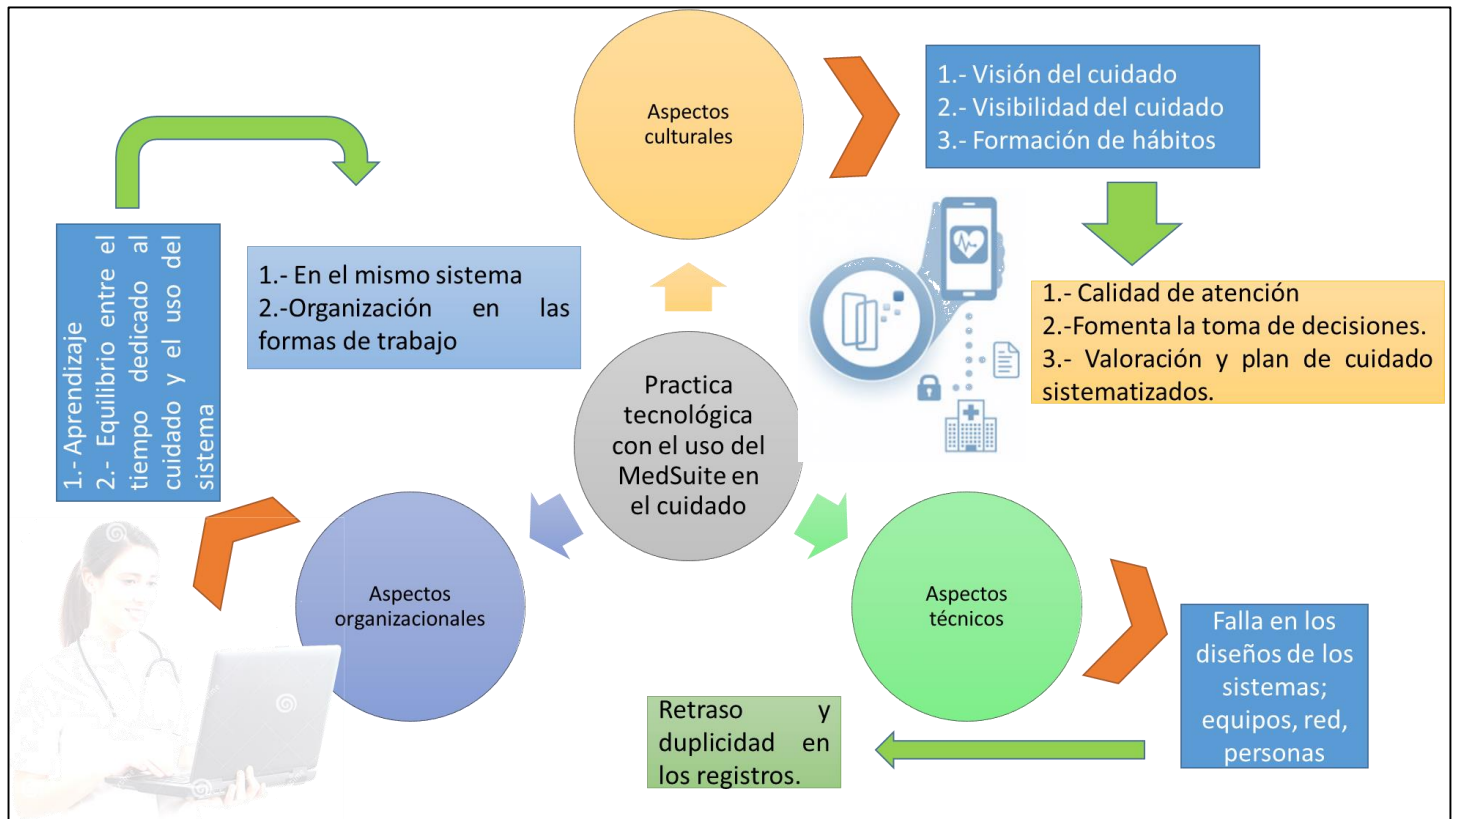 Aspectos
culturales
1.- Visión del cuidado
2.- Visibilidad del cuidado
3.- Formación de hábitos
1.- Calidad de atención
2.-Fomenta la toma de decisiones.
3.- Valoración y plan de cuidado
sistematizados.
1.- Aprendizaje
2.- Equilibrio entre el
tiempo dedicado al
cuidado y el uso del
sistema
1.- En el mismo sistema
2.-Organización en las
formas de trabajo
Practica
tecnológica
con el uso del
MedSuite en
el cuidado
Aspectos
organizacionales
Aspectos
técnicos
Falla en los
diseños de los
sistemas;
equipos, red,
personas
Retraso y
duplicidad en
los registros.